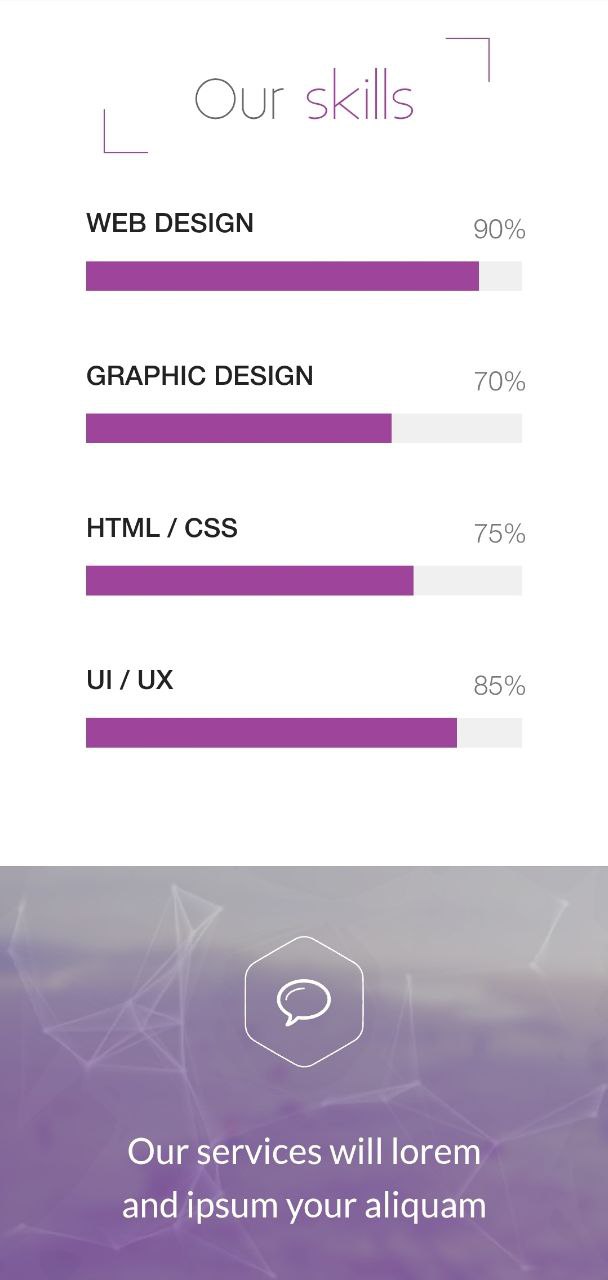 Our skills
WEB DESIGN 90%
GRAPHIC DESIGN 70%
HTML / CSS 75%
UI / UX 85%
Our services will lorem
and ipsum your aliquam